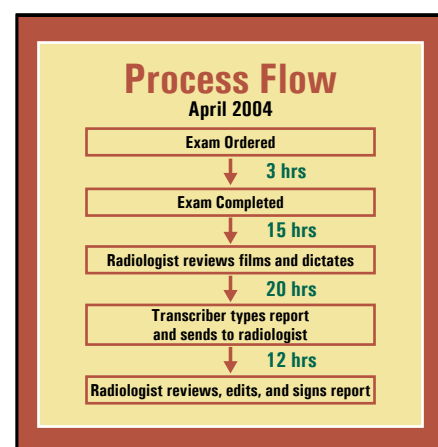 Process Flow
April 2004
Exam Ordered
3 hrs
Exam Completed
15 hrs
Radiologist reviews films and dictates
20 hrs
Transcriber types report
and sends to radiologist
12 hrs
Radiologist reviews, edits, and signs report